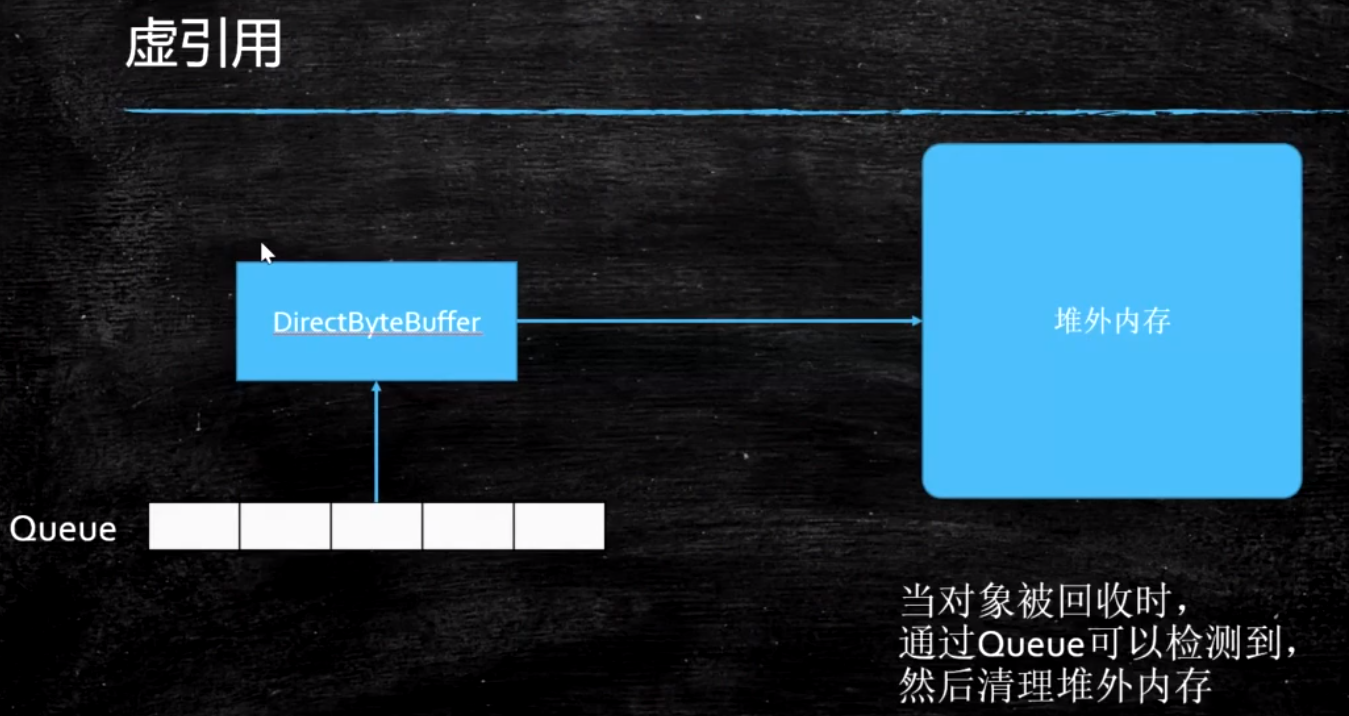 虚引用
DirectByteBuffer
堆外内存
Queue
当对象被回收时，
通过Queue可以检测到，
然后清理堆外内存